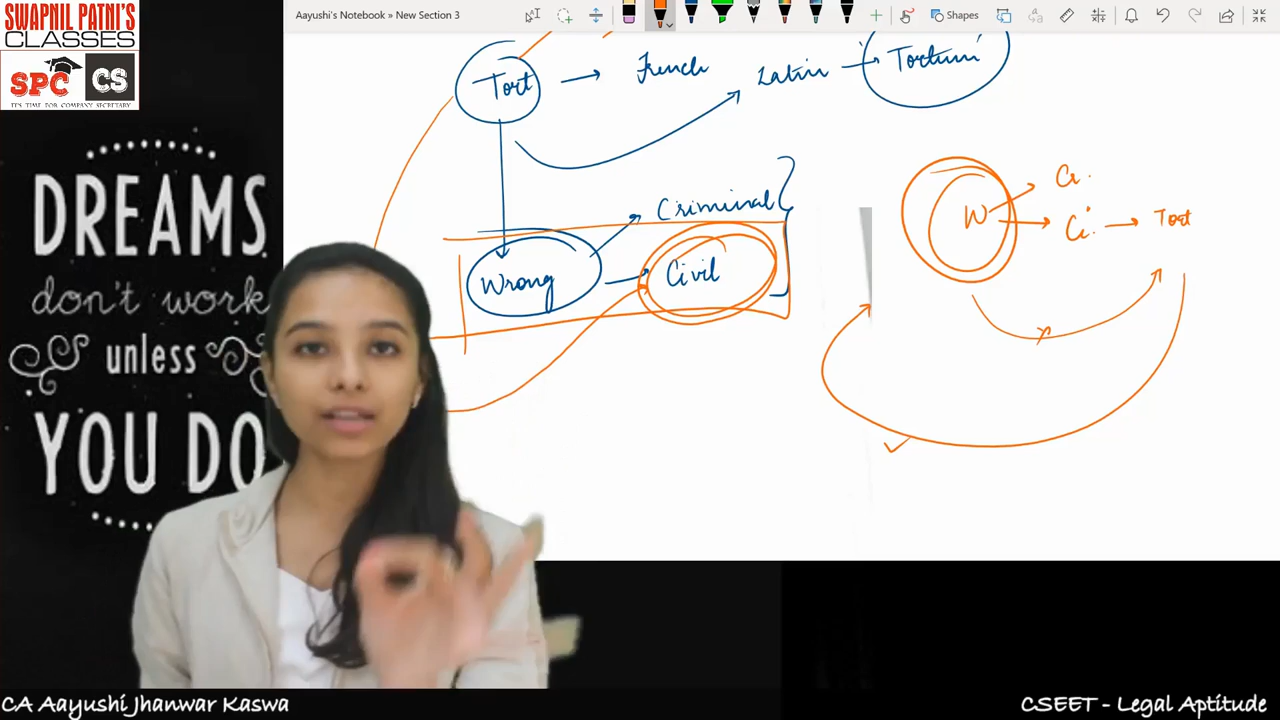 SWAPNIL PATNI'S
CLASSES
SPC CS
IT'S TIME FOR COMPANY SECRETARY
Aayushi's Notebook » New Section 3
Shapes
Tort → French Latin → Tortum
Criminal
Wrong Civil
W Cr.
Ci. → Tort
DREAMS
don't work
unless
YOU DO
CA Aayushi Jhanwar Kaswa
CSEET - Legal Aptitude